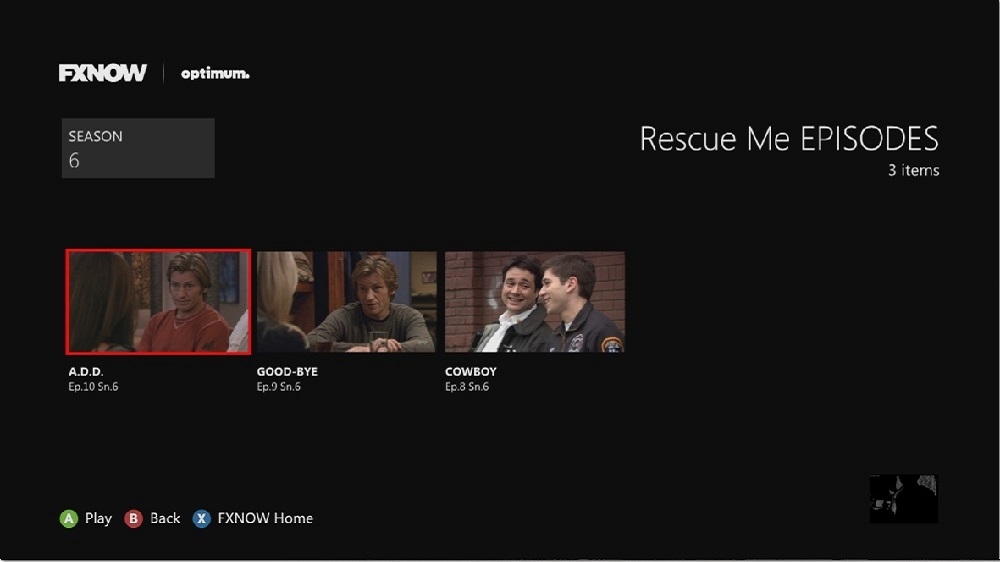 FXNOW | optimum.
SEASON
6
Rescue Me EPISODES
3 items
A.D.D.
Ep.10 Sn.6
GOOD-BYE
Ep.9 Sn.6
COWBOY
Ep.8 Sn.6
A Play B Back X FXNOW Home